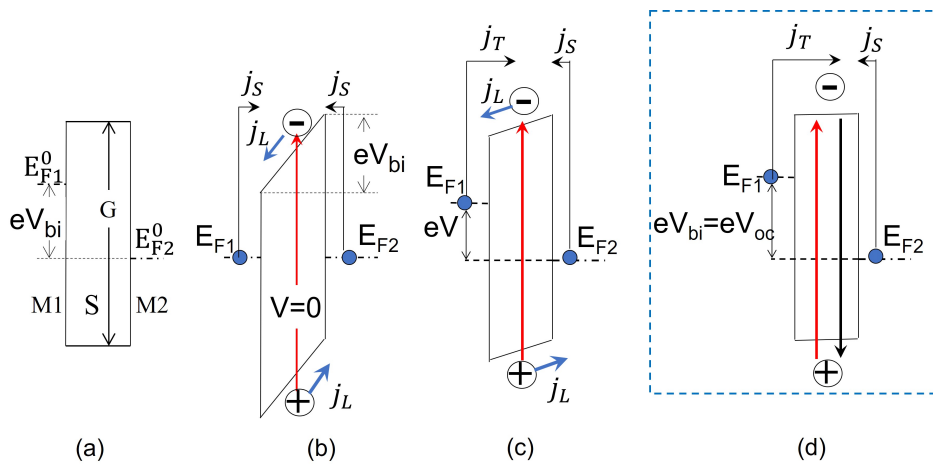 E⁰F1
eVbi
G
E⁰F2
M1
S
M2
(a)
jS
jS
jL
−
eVbi
EF1
EF2
V=0
+
jL
(b)
jT
jS
jL
−
EF1
eV
EF2
+
jL
(c)
jT
jS
−
EF1
eVbi=eVoc
EF2
+
(d)